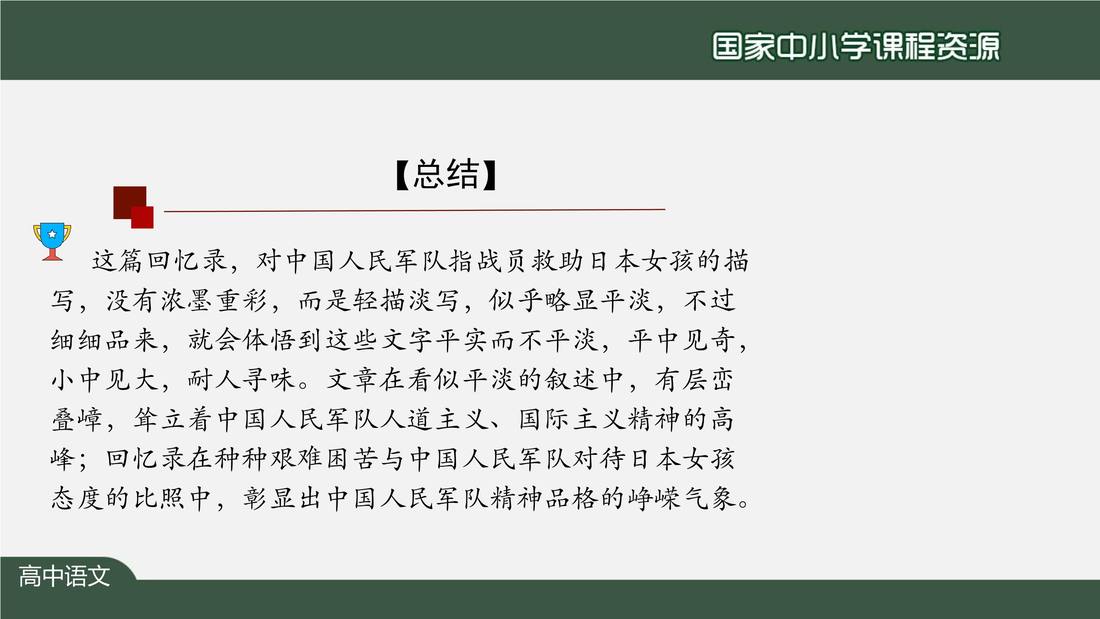 国家中小学课程资源
【总结】
这篇回忆录，对中国人民军队指战员救助日本女孩的描
写，没有浓墨重彩，而是轻描淡写，似乎略显平淡，不过
细细品来，就会体悟到这些文字平实而不平淡，平中见奇，
小中见大，耐人寻味。文章在看似平淡的叙述中，有层峦
叠嶂，耸立着中国人民军队人道主义、国际主义精神的高
峰；回忆录在种种艰难困苦与中国人民军队对待日本女孩
态度的比照中，彰显出中国人民军队精神品格的峥嵘气象。
高中语文